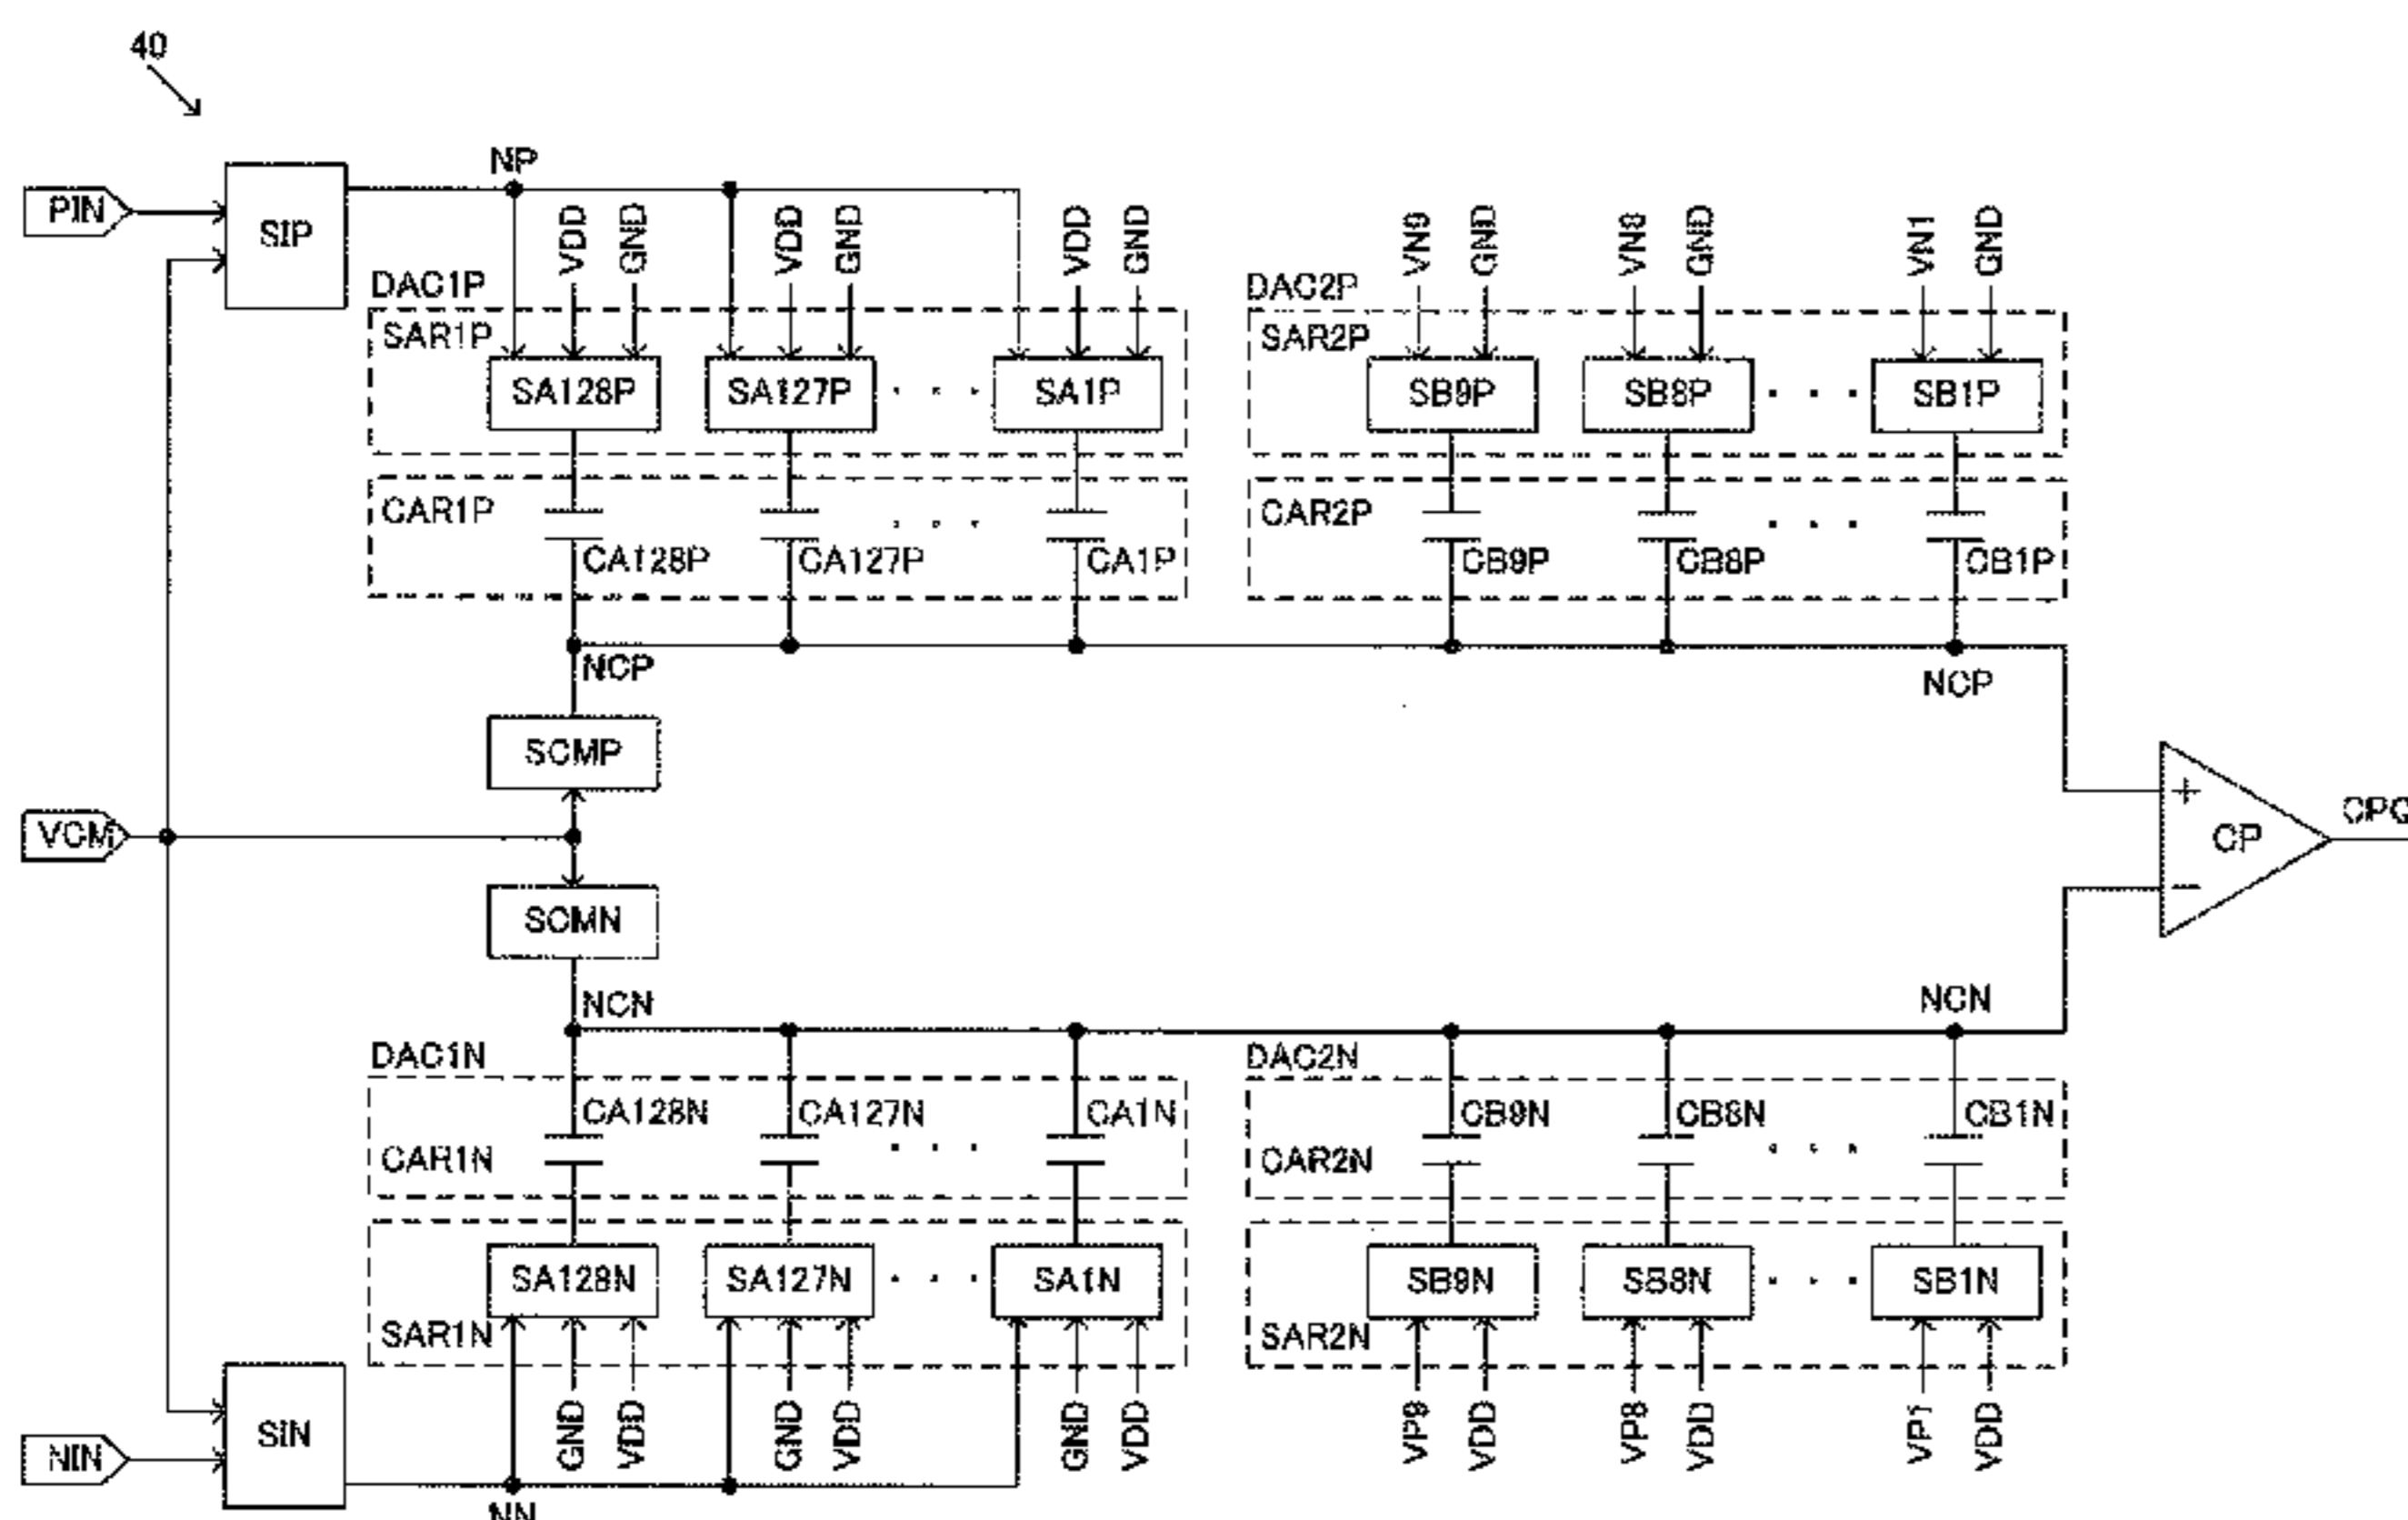 40
NP
PIN
SIP
VDD GND VDD GND VDD GND
VN9 GND VN8 GND VN1 GND
DAC1P
DAC2P
SAR1P
SAR2P
SA128P SA127P · · · SA1P
SB9P SB8P · · · SB1P
CAR1P
· · ·
CAR2P
· · ·
CA128P CA127P CA1P
CB9P CB8P CB1P
NCP
NCP
SCMP
VCM
CP
+
−
SCMN
NCN
NCN
DAC1N
DAC2N
CA128N CA127N CA1N
CB9N CB8N CB1N
CAR1N
· · ·
CAR2N
· · ·
SA128N SA127N · · · SA1N
SB9N SB8N · · · SB1N
SAR1N
SAR2N
GND VDD GND VDD GND VDD
VP9 VDD VP8 VDD VP1 VDD
SIN
NIN
NN